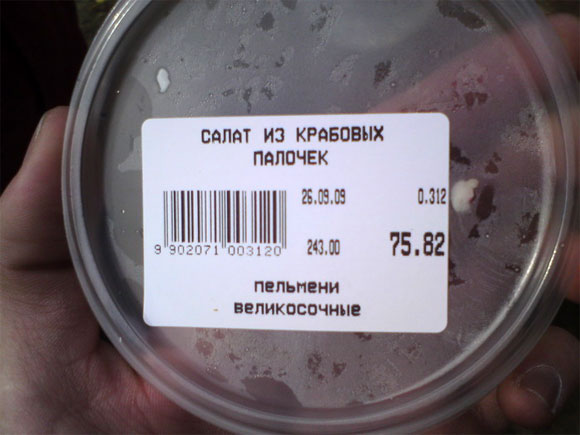 САЛАТ ИЗ КРАБОВЫХ
ПАЛОЧЕК
26.09.09 0.312
9 902071 003120
243.00 75.82
пельмени
великосочные